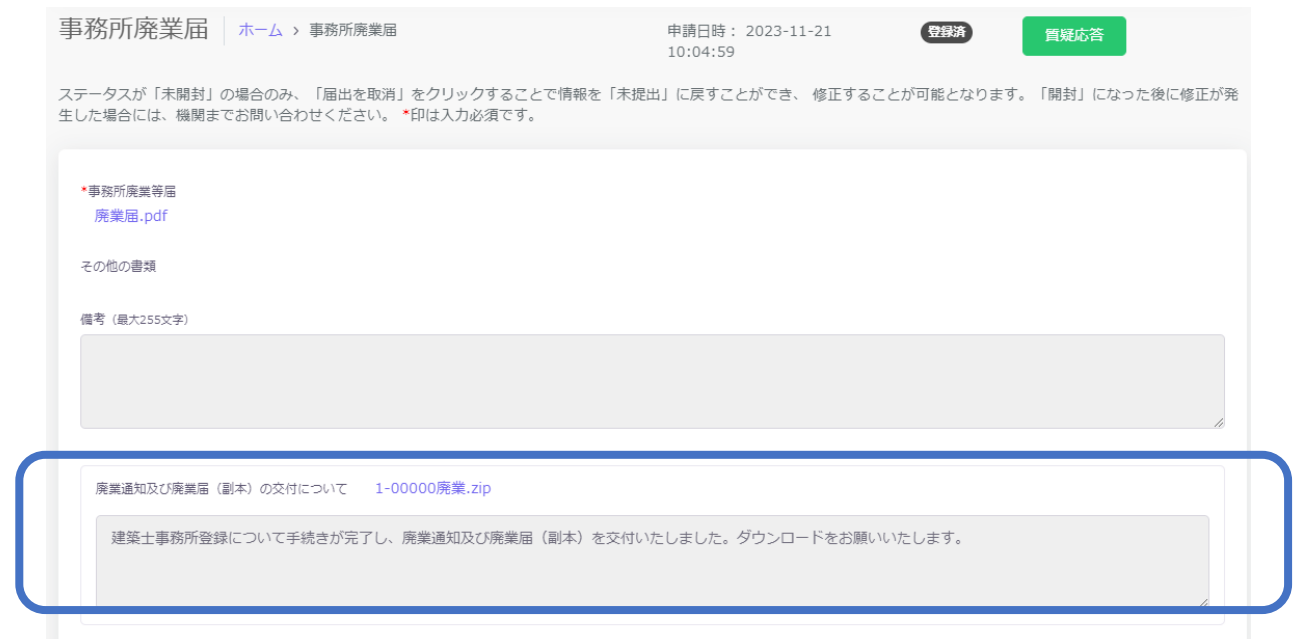 事務所廃業届 ホーム › 事務所廃業届 申請日時： 2023-11-21 登録済 質疑応答
10:04:59
ステータスが「未開封」の場合のみ、「届出を取消」をクリックすることで情報を「未提出」に戻すことができ、 修正することが可能となります。「開封」になった後に修正が発
生した場合には、機関までお問い合わせください。 *印は入力必須です。
*事務所廃業等届
廃業届.pdf
その他の書類
備考（最大255文字）
廃業通知及び廃業届（副本）の交付について 1-00000廃業.zip
建築士事務所登録について手続きが完了し、廃業通知及び廃業届（副本）を交付いたしました。ダウンロードをお願いいたします。